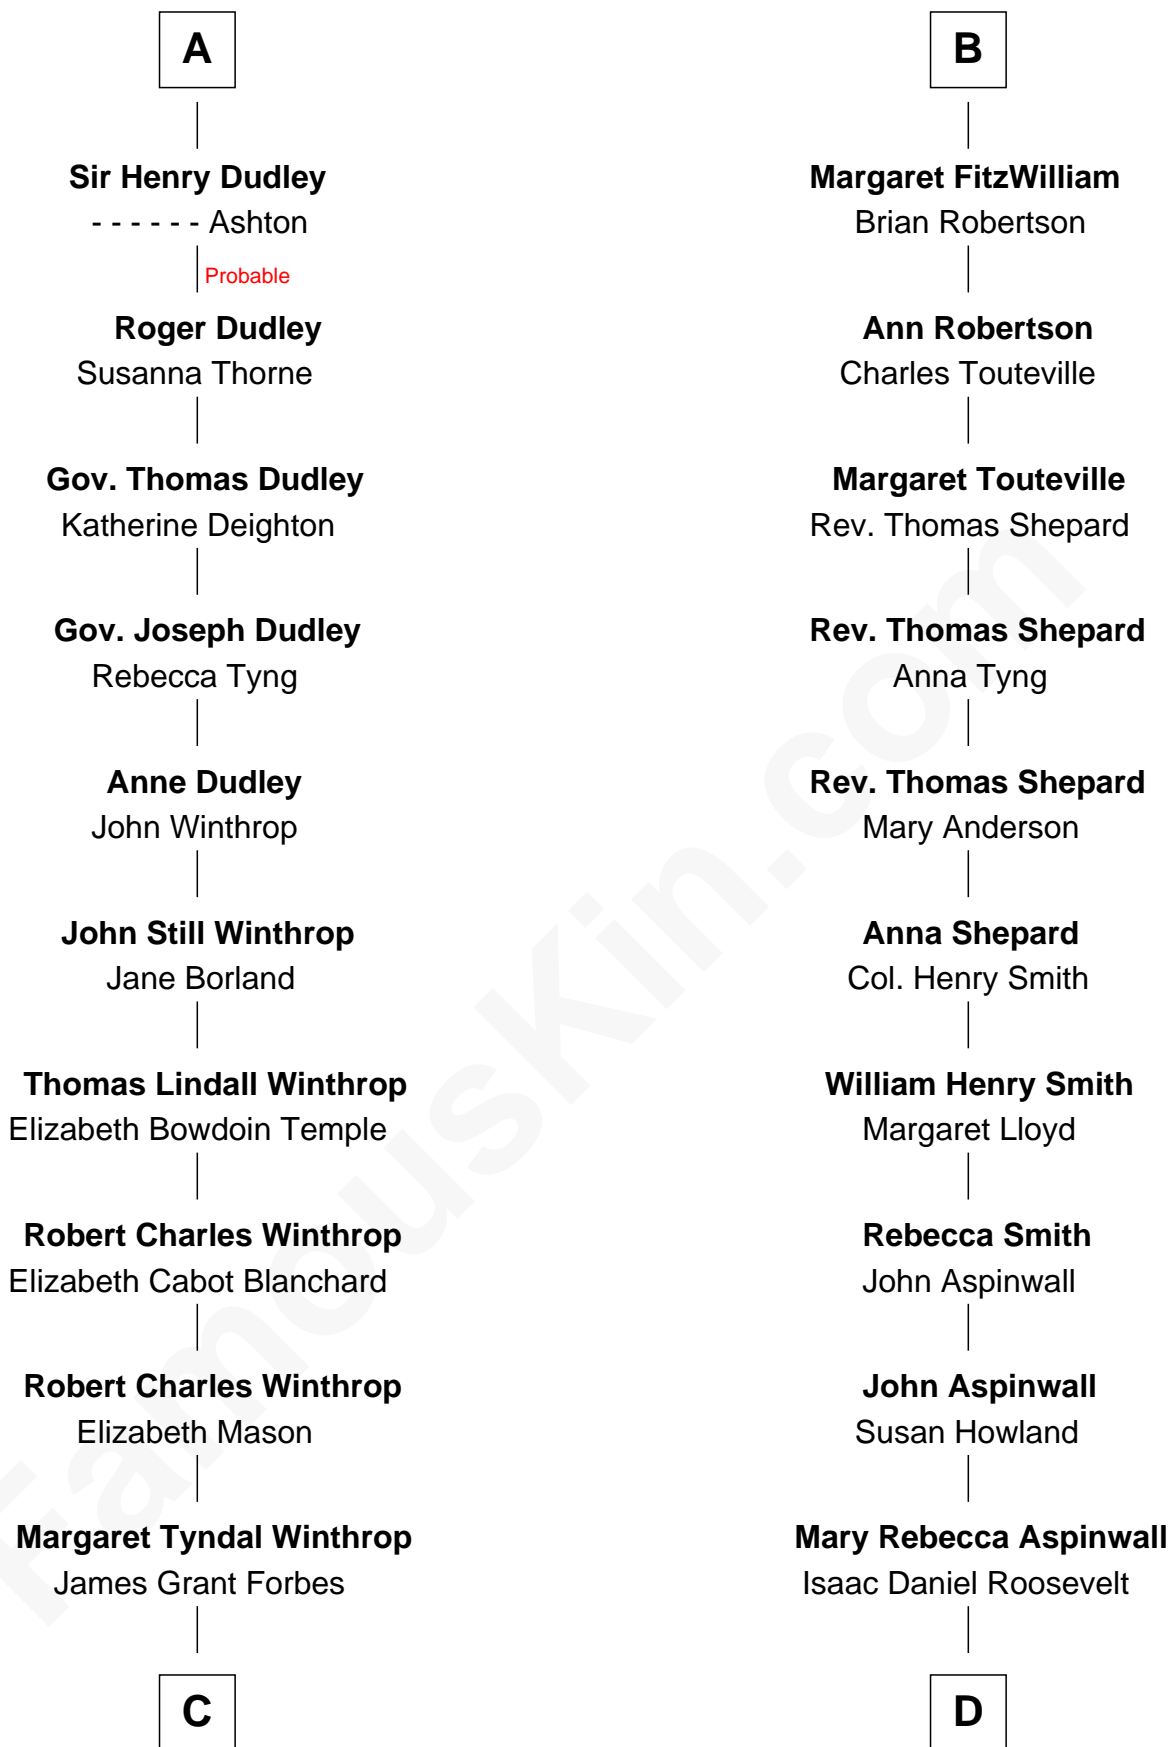 A
Sir Henry Dudley
- - - - - - Ashton
Probable
Roger Dudley
Susanna Thorne
Gov. Thomas Dudley
Katherine Deighton
Gov. Joseph Dudley
Rebecca Tyng
Anne Dudley
John Winthrop
John Still Winthrop
Jane Borland
Thomas Lindall Winthrop
Elizabeth Bowdoin Temple
Robert Charles Winthrop
Elizabeth Cabot Blanchard
Robert Charles Winthrop
Elizabeth Mason
Margaret Tyndal Winthrop
James Grant Forbes
C
B
Margaret FitzWilliam
Brian Robertson
Ann Robertson
Charles Touteville
Margaret Touteville
Rev. Thomas Shepard
Rev. Thomas Shepard
Anna Tyng
Rev. Thomas Shepard
Mary Anderson
Anna Shepard
Col. Henry Smith
William Henry Smith
Margaret Lloyd
Rebecca Smith
John Aspinwall
John Aspinwall
Susan Howland
Mary Rebecca Aspinwall
Isaac Daniel Roosevelt
D
FamousKin.com